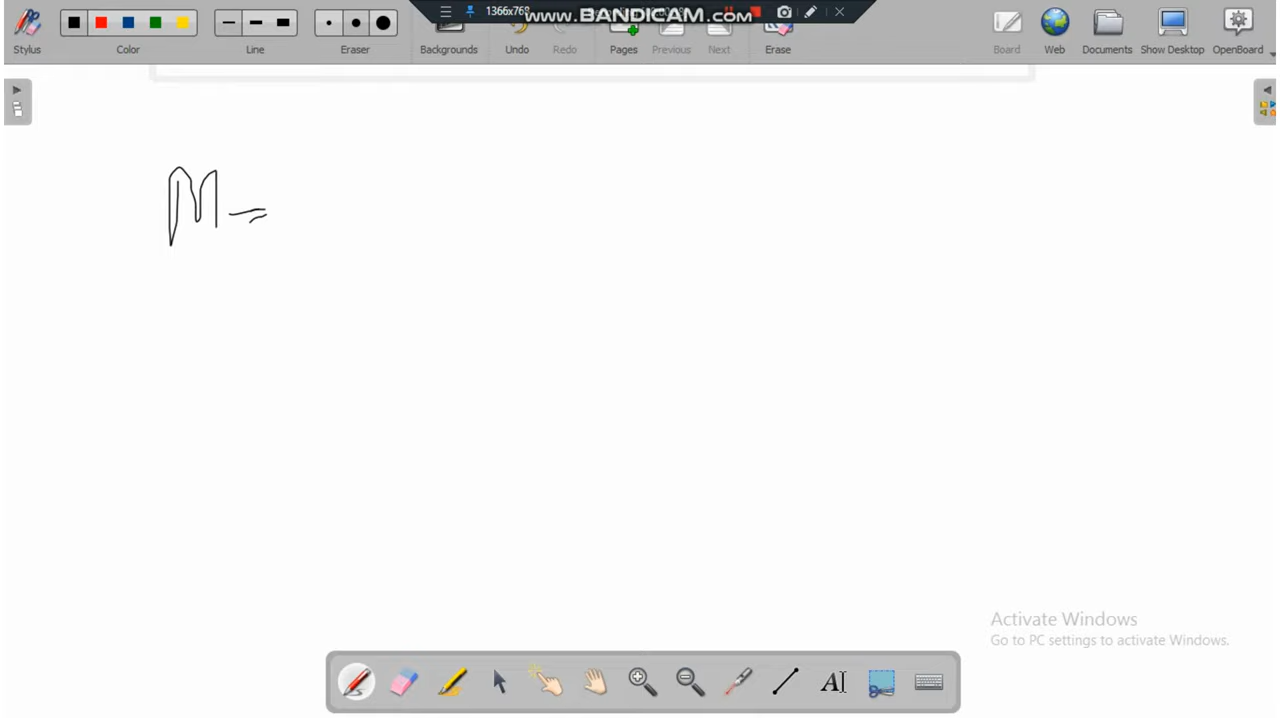 1366x768
www.BANDICAM.com
Stylus Color Line Eraser Backgrounds Undo Redo Pages Previous Next Erase Board Web Documents Show Desktop OpenBoard
M=
Activate Windows
Go to PC settings to activate Windows.